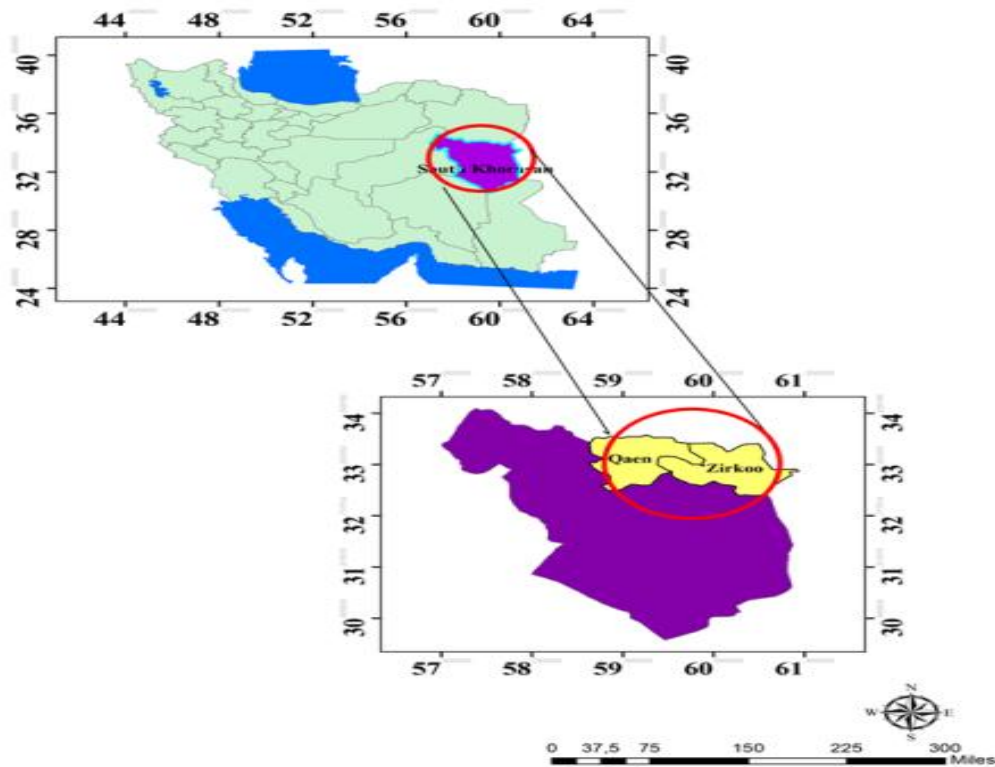 44 48 52 56 60 64
40 40
36 36
South Khorasan
32 32
28 28
24 24
44 48 52 56 60 64
57 58 59 60 61
34 34
Qaen
33 33
Zirkoo
32 32
31 31
30 30
57 58 59 60 61
N
W E
S
0 37,5 75 150 225 300
Miles